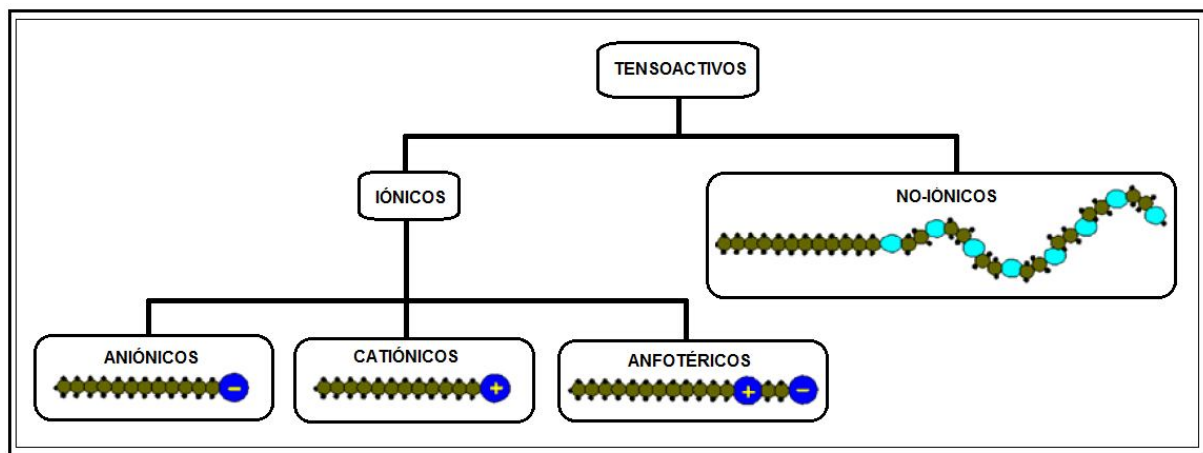 TENSOACTIVOS
IÓNICOS
NO-IÓNICOS
ANIÓNICOS
CATIÓNICOS
ANFOTÉRICOS
−
+
+
−